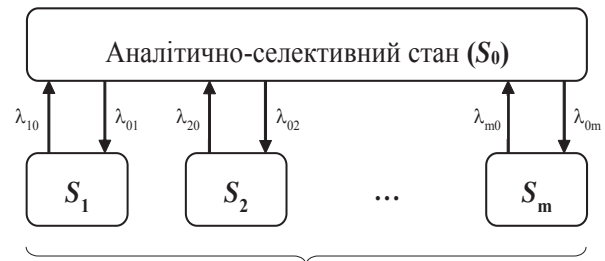 Аналітично-селективний стан (S₀)
λ₁₀ λ₀₁ λ₂₀ λ₀₂ λₘ₀ λ₀ₘ
S₁ S₂ ... Sₘ